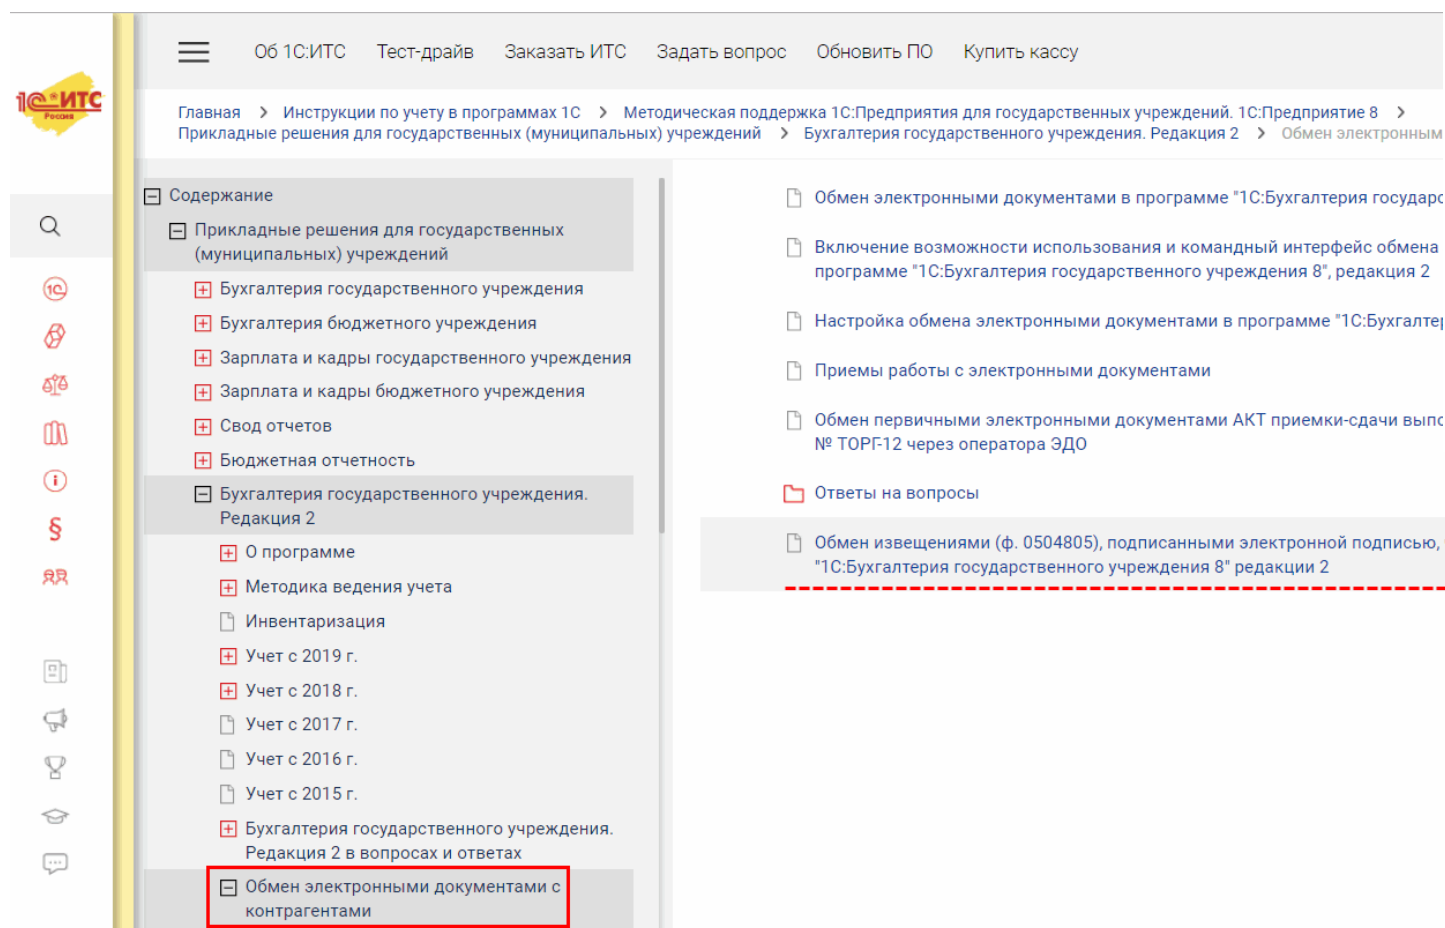 Об 1С:ИТС Тест-драйв Заказать ИТС Задать вопрос Обновить ПО Купить кассу
1С ИТС
Россия
Главная > Инструкции по учету в программах 1С > Методическая поддержка 1С:Предприятия для государственных учреждений. 1С:Предприятие 8 >
Прикладные решения для государственных (муниципальных) учреждений > Бухгалтерия государственного учреждения. Редакция 2 > Обмен электронным
Содержание
Прикладные решения для государственных
(муниципальных) учреждений
Бухгалтерия государственного учреждения
Бухгалтерия бюджетного учреждения
Зарплата и кадры государственного учреждения
Зарплата и кадры бюджетного учреждения
Свод отчетов
Бюджетная отчетность
Бухгалтерия государственного учреждения.
Редакция 2
О программе
Методика ведения учета
Инвентаризация
Учет с 2019 г.
Учет с 2018 г.
Учет с 2017 г.
Учет с 2016 г.
Учет с 2015 г.
Бухгалтерия государственного учреждения.
Редакция 2 в вопросах и ответах
Обмен электронными документами с
контрагентами
Обмен электронными документами в программе "1С:Бухгалтерия государс
Включение возможности использования и командный интерфейс обмена
программе "1С:Бухгалтерия государственного учреждения 8", редакция 2
Настройка обмена электронными документами в программе "1С:Бухгалтер
Приемы работы с электронными документами
Обмен первичными электронными документами АКТ приемки-сдачи выпо
№ ТОРГ-12 через оператора ЭДО
Ответы на вопросы
Обмен извещениями (ф. 0504805), подписанными электронной подписью,
"1С:Бухгалтерия государственного учреждения 8" редакции 2